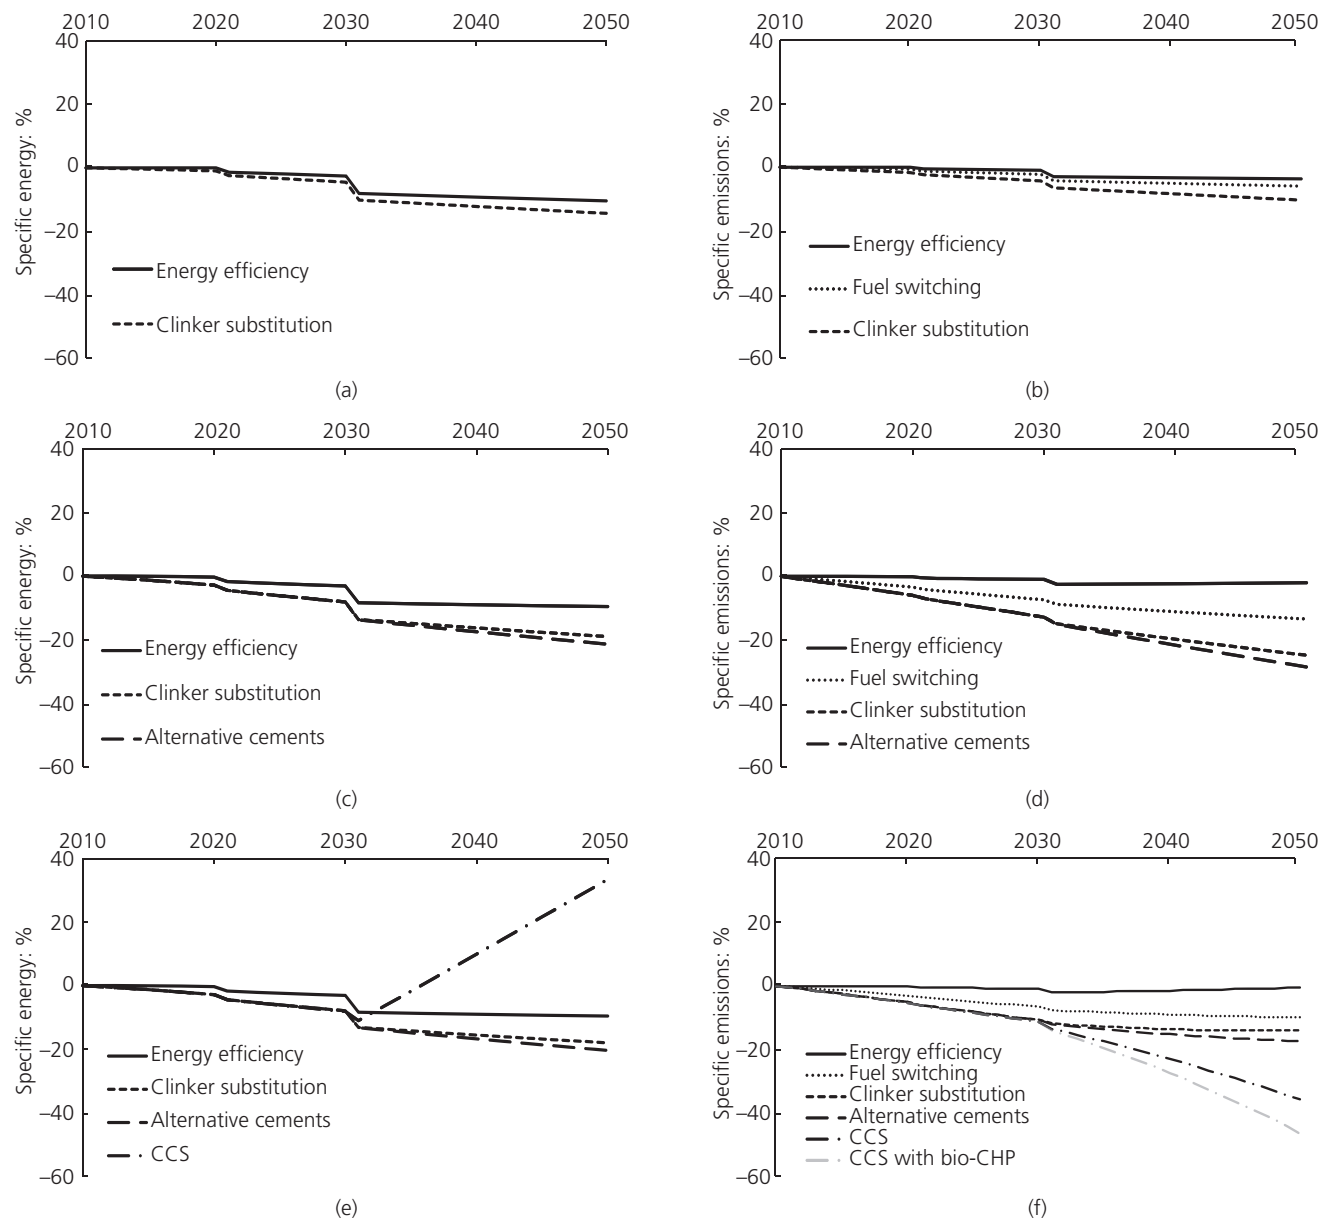 2010 2020 2030 2040 2050
40
20
0
–20
–40
–60
Specific energy: %
Energy efficiency
Clinker substitution
(a)
2010 2020 2030 2040 2050
40
20
0
–20
–40
–60
Specific emissions: %
Energy efficiency
Fuel switching
Clinker substitution
(b)
2010 2020 2030 2040 2050
40
20
0
–20
–40
–60
Specific energy: %
Energy efficiency
Clinker substitution
Alternative cements
(c)
2010 2020 2030 2040 2050
40
20
0
–20
–40
–60
Specific emissions: %
Energy efficiency
Fuel switching
Clinker substitution
Alternative cements
(d)
2010 2020 2030 2040 2050
40
20
0
–20
–40
–60
Specific energy: %
Energy efficiency
Clinker substitution
Alternative cements
CCS
(e)
2010 2020 2030 2040 2050
40
20
0
–20
–40
–60
Specific emissions: %
Energy efficiency
Fuel switching
Clinker substitution
Alternative cements
CCS
CCS with bio-CHP
(f)